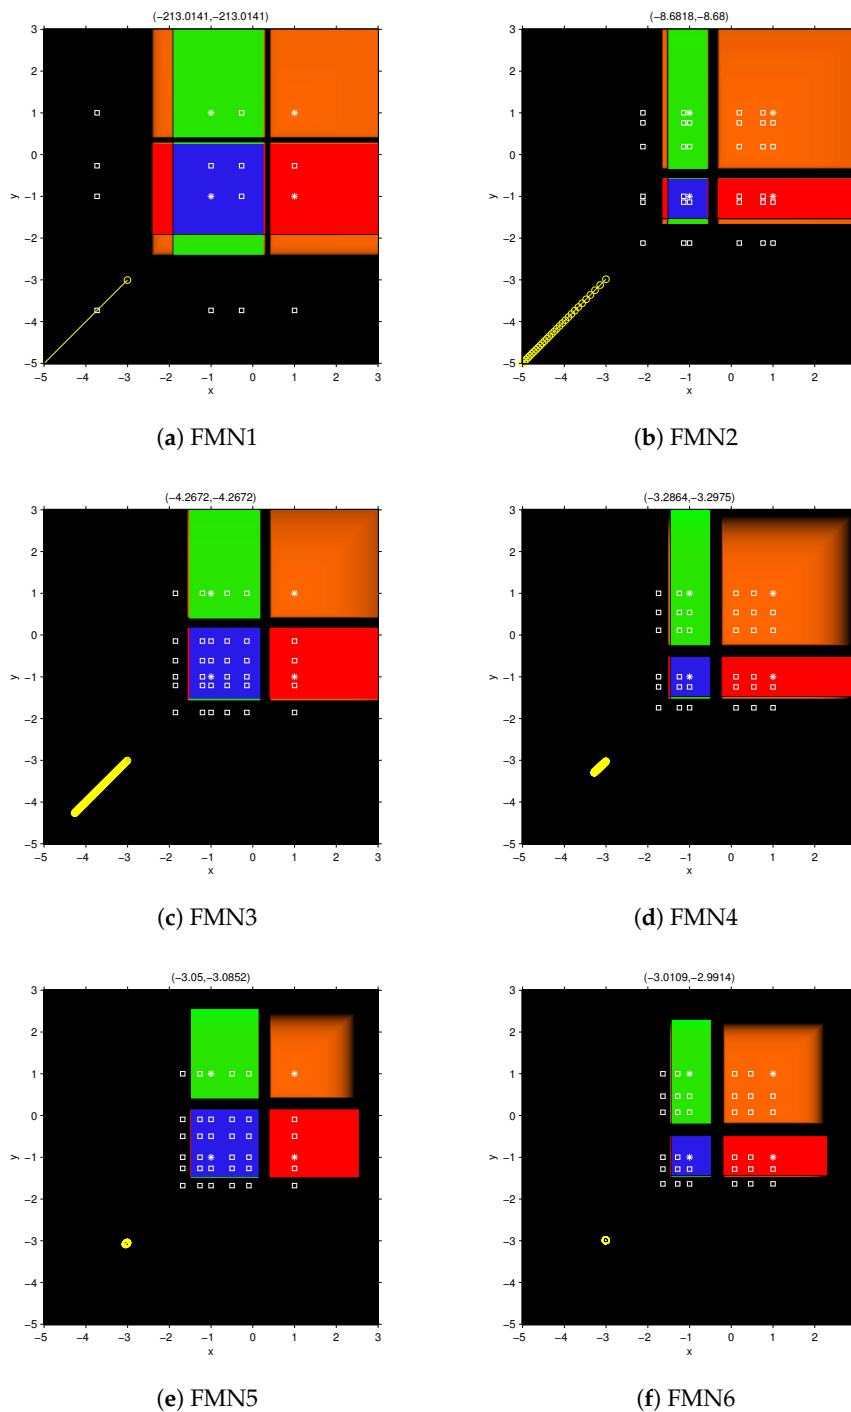 (−213.0141,−213.0141)
3
2
1
0
−1
−2
−3
−4
−5
y
−5 −4 −3 −2 −1 0 1 2 3
x
(a) FMN1
(−8.6818,−8.68)
3
2
1
0
−1
−2
−3
−4
−5
y
−5 −4 −3 −2 −1 0 1 2
x
(b) FMN2
(−4.2672,−4.2672)
3
2
1
0
−1
−2
−3
−4
−5
y
−5 −4 −3 −2 −1 0 1 2 3
x
(c) FMN3
(−3.2864,−3.2975)
3
2
1
0
−1
−2
−3
−4
−5
y
−5 −4 −3 −2 −1 0 1 2
x
(d) FMN4
(−3.05,−3.0852)
3
2
1
0
−1
−2
−3
−4
−5
y
−5 −4 −3 −2 −1 0 1 2 3
x
(e) FMN5
(−3.0109,−2.9914)
3
2
1
0
−1
−2
−3
−4
−5
y
−5 −4 −3 −2 −1 0 1 2
x
(f) FMN6